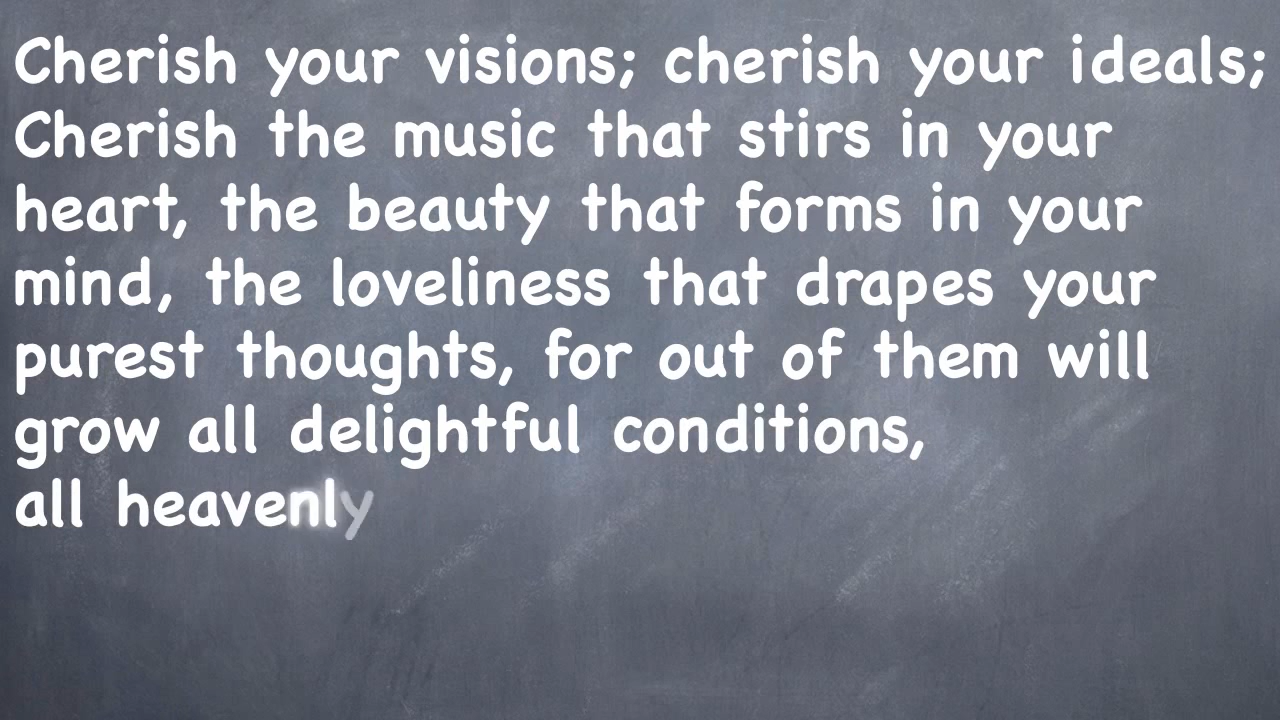 Cherish your visions; cherish your ideals;
Cherish the music that stirs in your
heart, the beauty that forms in your
mind, the loveliness that drapes your
purest thoughts, for out of them will
grow all delightful conditions,
all heavenly